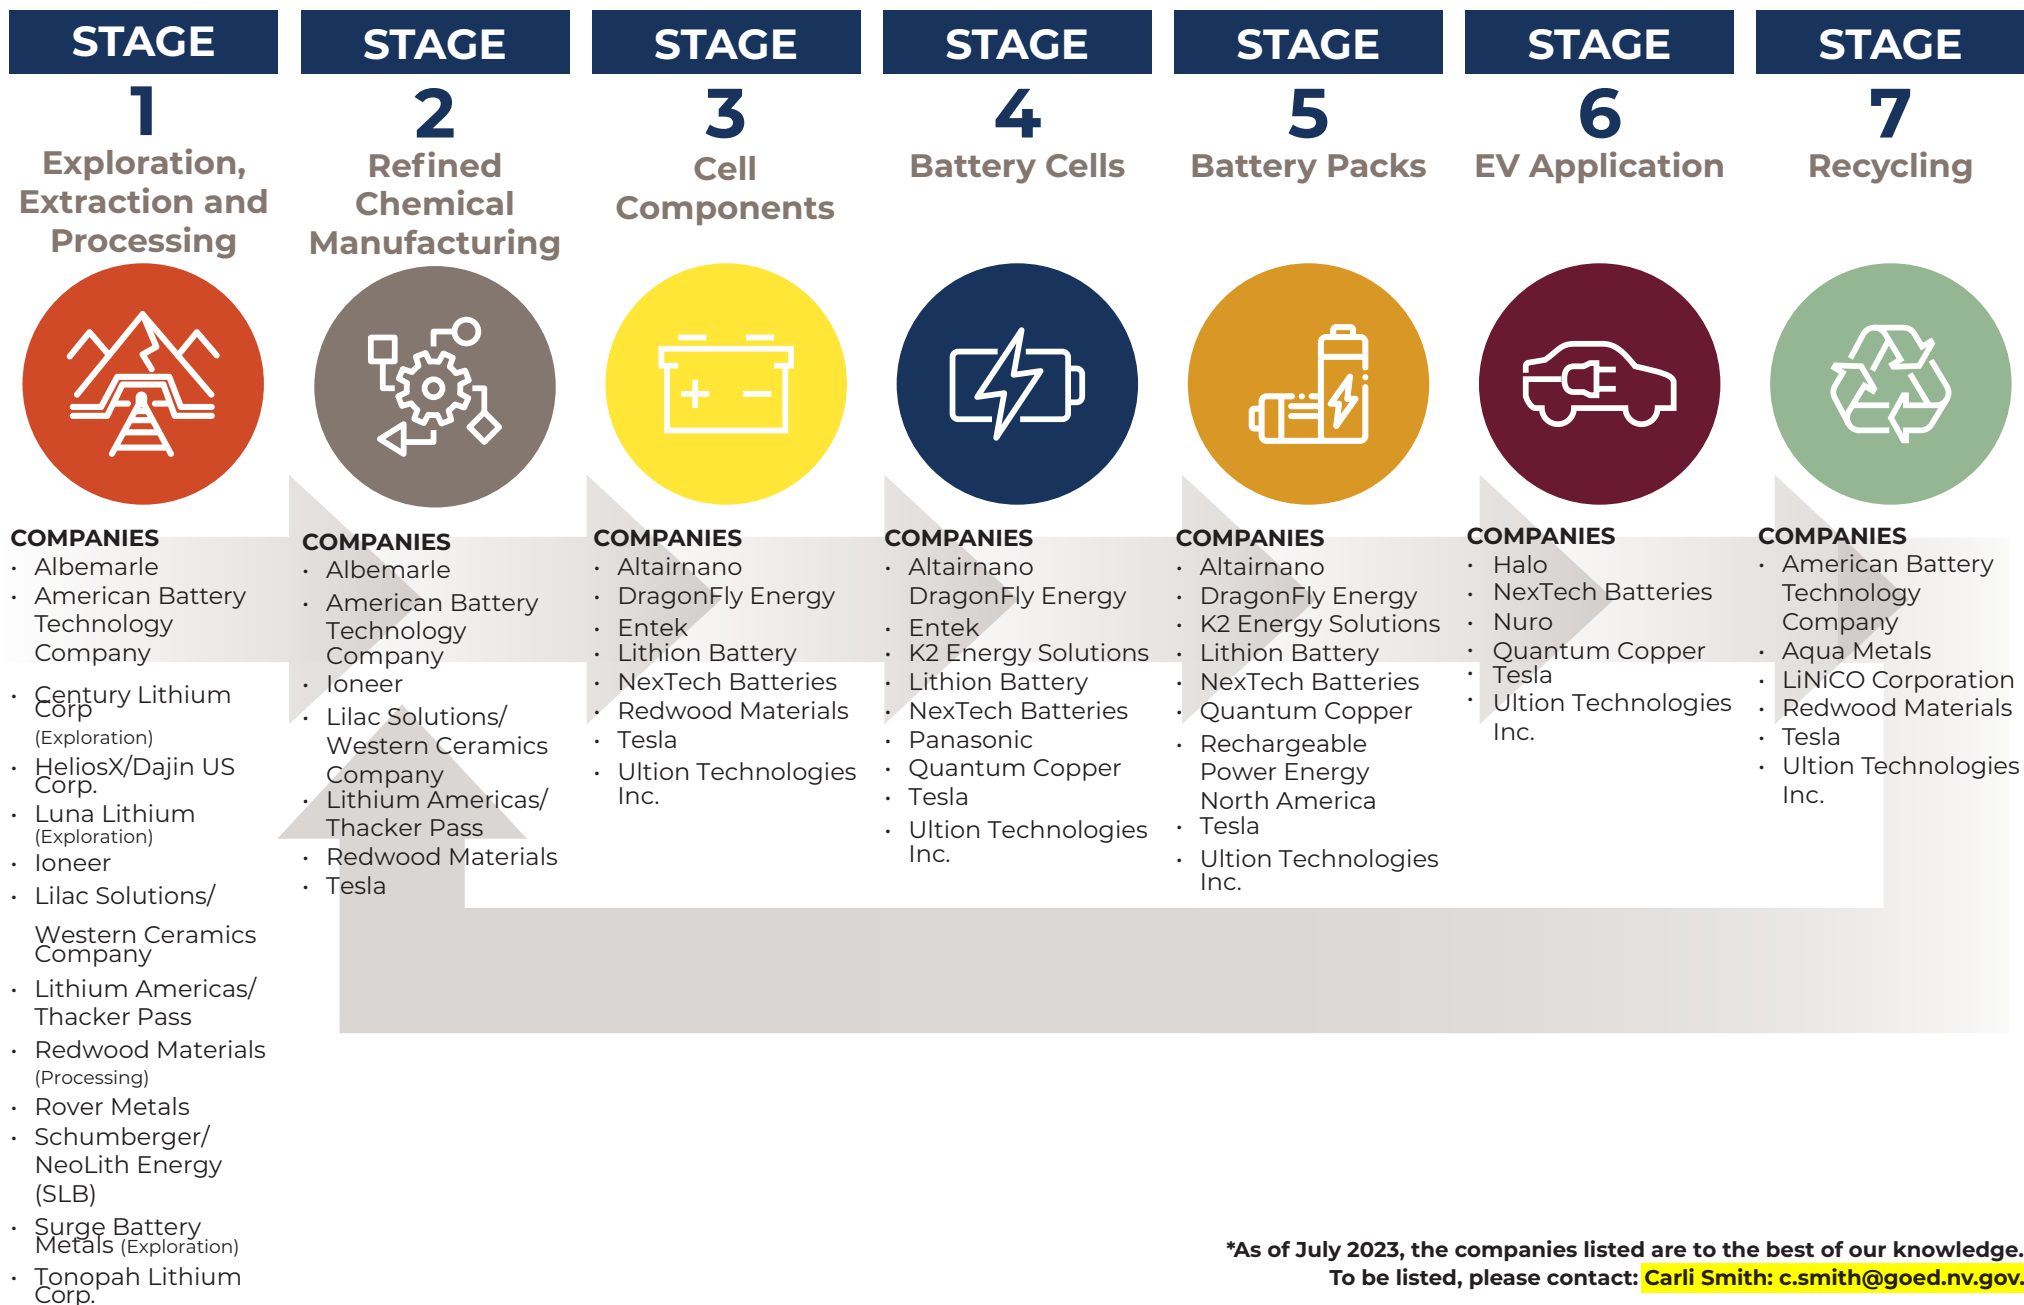 STAGE
1
Exploration,
Extraction and
Processing
COMPANIES
· Albemarle
· American Battery
Technology
Company
· Century Lithium
Corp
(Exploration)
· HeliosX/Dajin US
Corp.
· Luna Lithium
(Exploration)
· Ioneer
· Lilac Solutions/
Western Ceramics
Company
· Lithium Americas/
Thacker Pass
· Redwood Materials
(Processing)
· Rover Metals
· Schumberger/
NeoLith Energy
(SLB)
· Surge Battery
Metals (Exploration)
· Tonopah Lithium
Corp.
STAGE
2
Refined
Chemical
Manufacturing
COMPANIES
· Albemarle
· American Battery
Technology
Company
· Ioneer
· Lilac Solutions/
Western Ceramics
Company
· Lithium Americas/
Thacker Pass
· Redwood Materials
· Tesla
STAGE
3
Cell
Components
COMPANIES
· Altairnano
· DragonFly Energy
· Entek
· Lithion Battery
· NexTech Batteries
· Redwood Materials
· Tesla
· Ultion Technologies
Inc.
STAGE
4
Battery Cells
COMPANIES
· Altairnano
DragonFly Energy
· Entek
· K2 Energy Solutions
· Lithion Battery
· NexTech Batteries
· Panasonic
· Quantum Copper
· Tesla
· Ultion Technologies
Inc.
STAGE
5
Battery Packs
COMPANIES
· Altairnano
· DragonFly Energy
· K2 Energy Solutions
· Lithion Battery
· NexTech Batteries
· Quantum Copper
· Rechargeable
Power Energy
North America
· Tesla
· Ultion Technologies
Inc.
STAGE
6
EV Application
COMPANIES
· Halo
· NexTech Batteries
· Nuro
· Quantum Copper
· Tesla
· Ultion Technologies
Inc.
STAGE
7
Recycling
COMPANIES
· American Battery
Technology
Company
· Aqua Metals
· LiNiCO Corporation
· Redwood Materials
· Tesla
· Ultion Technologies
Inc.
*As of July 2023, the companies listed are to the best of our knowledge.
To be listed, please contact: Carli Smith: c.smith@goed.nv.gov.